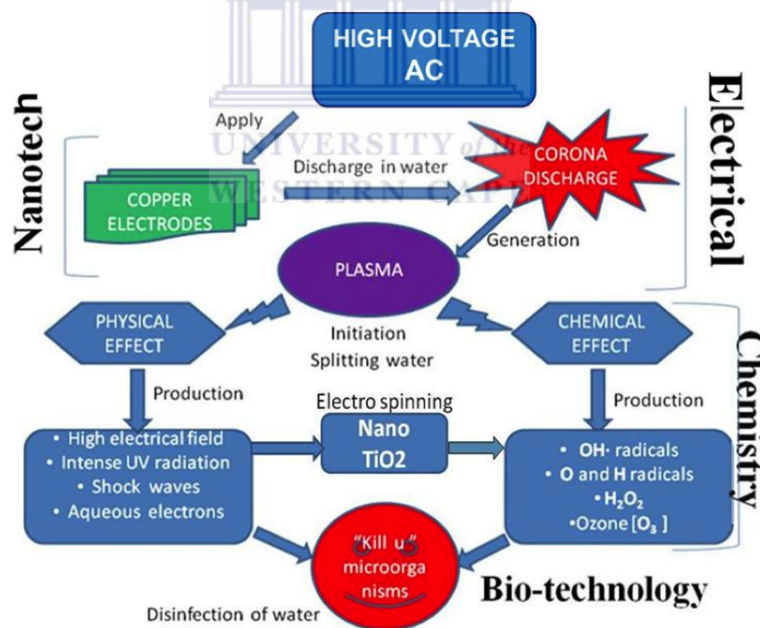 HIGH VOLTAGE
AC
Nanotech
Electrical
Apply
UNIVERSITY of the
WESTERN CAPE
COPPER
ELECTRODES
Discharge in water
CORONA
DISCHARGE
Generation
PLASMA
PHYSICAL
EFFECT
Initiation
Splitting water
CHEMICAL
EFFECT
Chemistry
Production
Electro spinning
Production
• High electrical field
• Intense UV radiation
• Shock waves
• Aqueous electrons
Nano
TiO2
• OH· radicals
• O and H radicals
• H₂O₂
•Ozone [O₃ ]
"Kill u"
microorga
nisms
Bio-technology
Disinfection of water